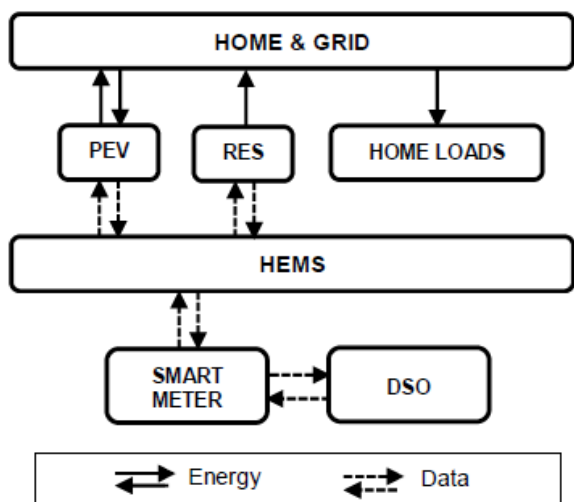 HOME & GRID
PEV
RES
HOME LOADS
HEMS
SMART
METER
DSO
Energy
Data